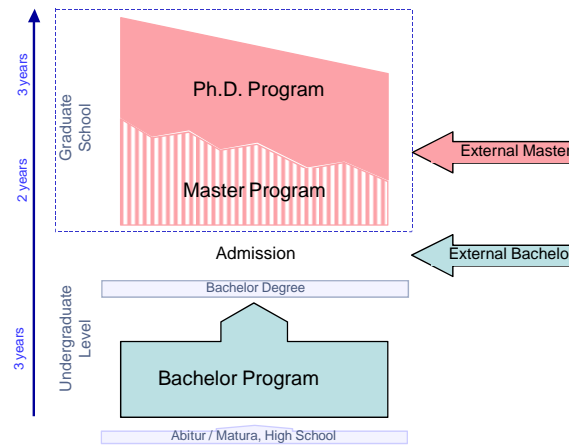 3 years
Graduate
School
Ph.D. Program
External Master
2 years
Master Program
Admission
External Bachelo
Bachelor Degree
3 years
Undergraduate
Level
Bachelor Program
Abitur / Matura, High School